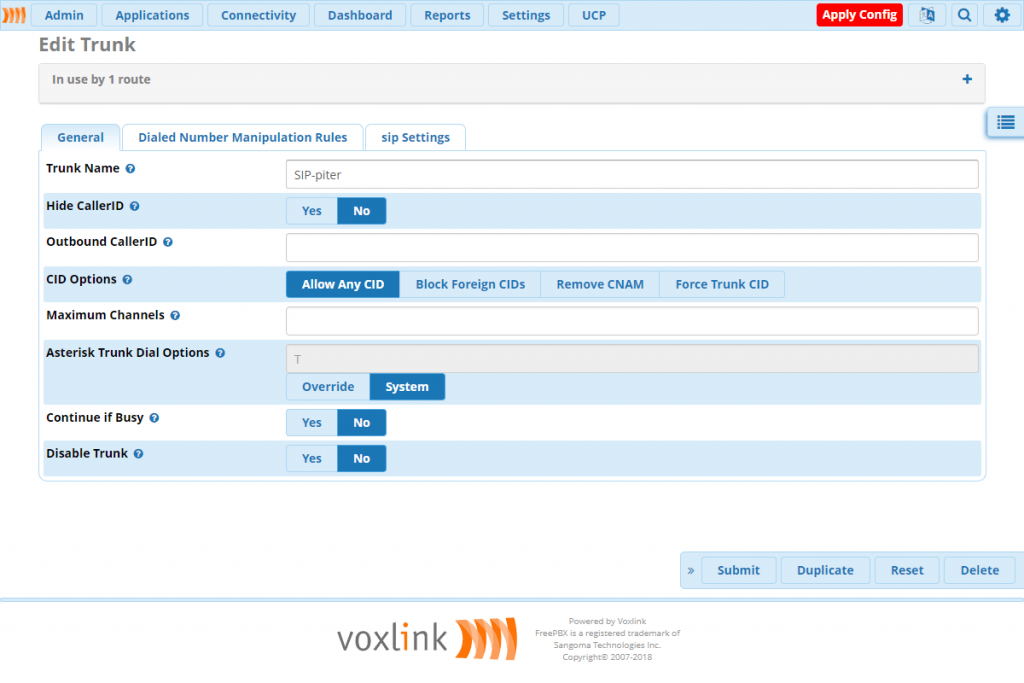 Admin Applications Connectivity Dashboard Reports Settings UCP Apply Config
Edit Trunk
In use by 1 route
General Dialed Number Manipulation Rules sip Settings
Trunk Name SIP-piter
Hide CallerID Yes No
Outbound CallerID
CID Options Allow Any CID Block Foreign CIDs Remove CNAM Force Trunk CID
Maximum Channels
Asterisk Trunk Dial Options T
Override System
Continue if Busy Yes No
Disable Trunk Yes No
» Submit Duplicate Reset Delete
voxlink
Powered by Voxlink
FreePBX is a registered trademark of
Sangoma Technologies Inc.
Copyright© 2007-2018